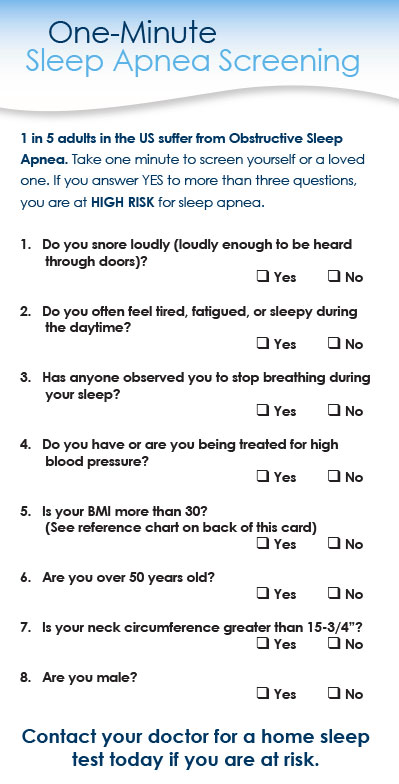 One-Minute
Sleep Apnea Screening
1 in 5 adults in the US suffer from Obstructive Sleep
Apnea. Take one minute to screen yourself or a loved
one. If you answer YES to more than three questions,
you are at HIGH RISK for sleep apnea.
1. Do you snore loudly (loudly enough to be heard
through doors)?
❑ Yes ❑ No
2. Do you often feel tired, fatigued, or sleepy during
the daytime?
❑ Yes ❑ No
3. Has anyone observed you to stop breathing during
your sleep?
❑ Yes ❑ No
4. Do you have or are you being treated for high
blood pressure?
❑ Yes ❑ No
5. Is your BMI more than 30?
(See reference chart on back of this card)
❑ Yes ❑ No
6. Are you over 50 years old?
❑ Yes ❑ No
7. Is your neck circumference greater than 15-3/4”?
❑ Yes ❑ No
8. Are you male?
❑ Yes ❑ No
Contact your doctor for a home sleep
test today if you are at risk.